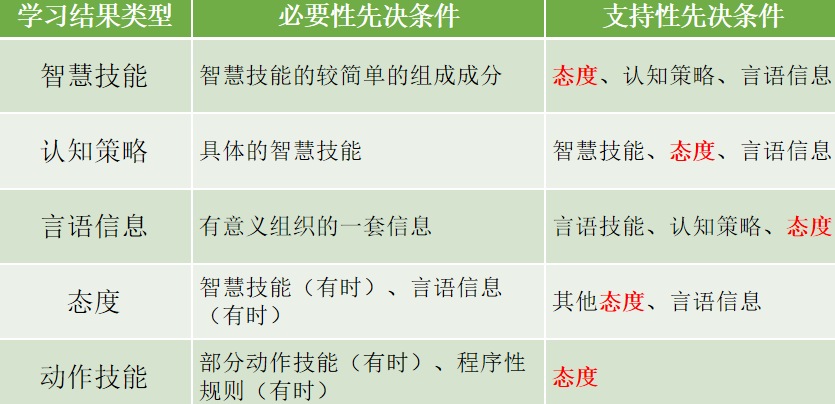 学习结果类型 必要性先决条件 支持性先决条件
智慧技能 智慧技能的较简单的组成成分 态度、认知策略、言语信息
认知策略 具体的智慧技能 智慧技能、态度、言语信息
言语信息 有意义组织的一套信息 言语技能、认知策略、态度
态度 智慧技能（有时）、言语信息
（有时） 其他态度、言语信息
动作技能 部分动作技能（有时）、程序性
规则（有时） 态度